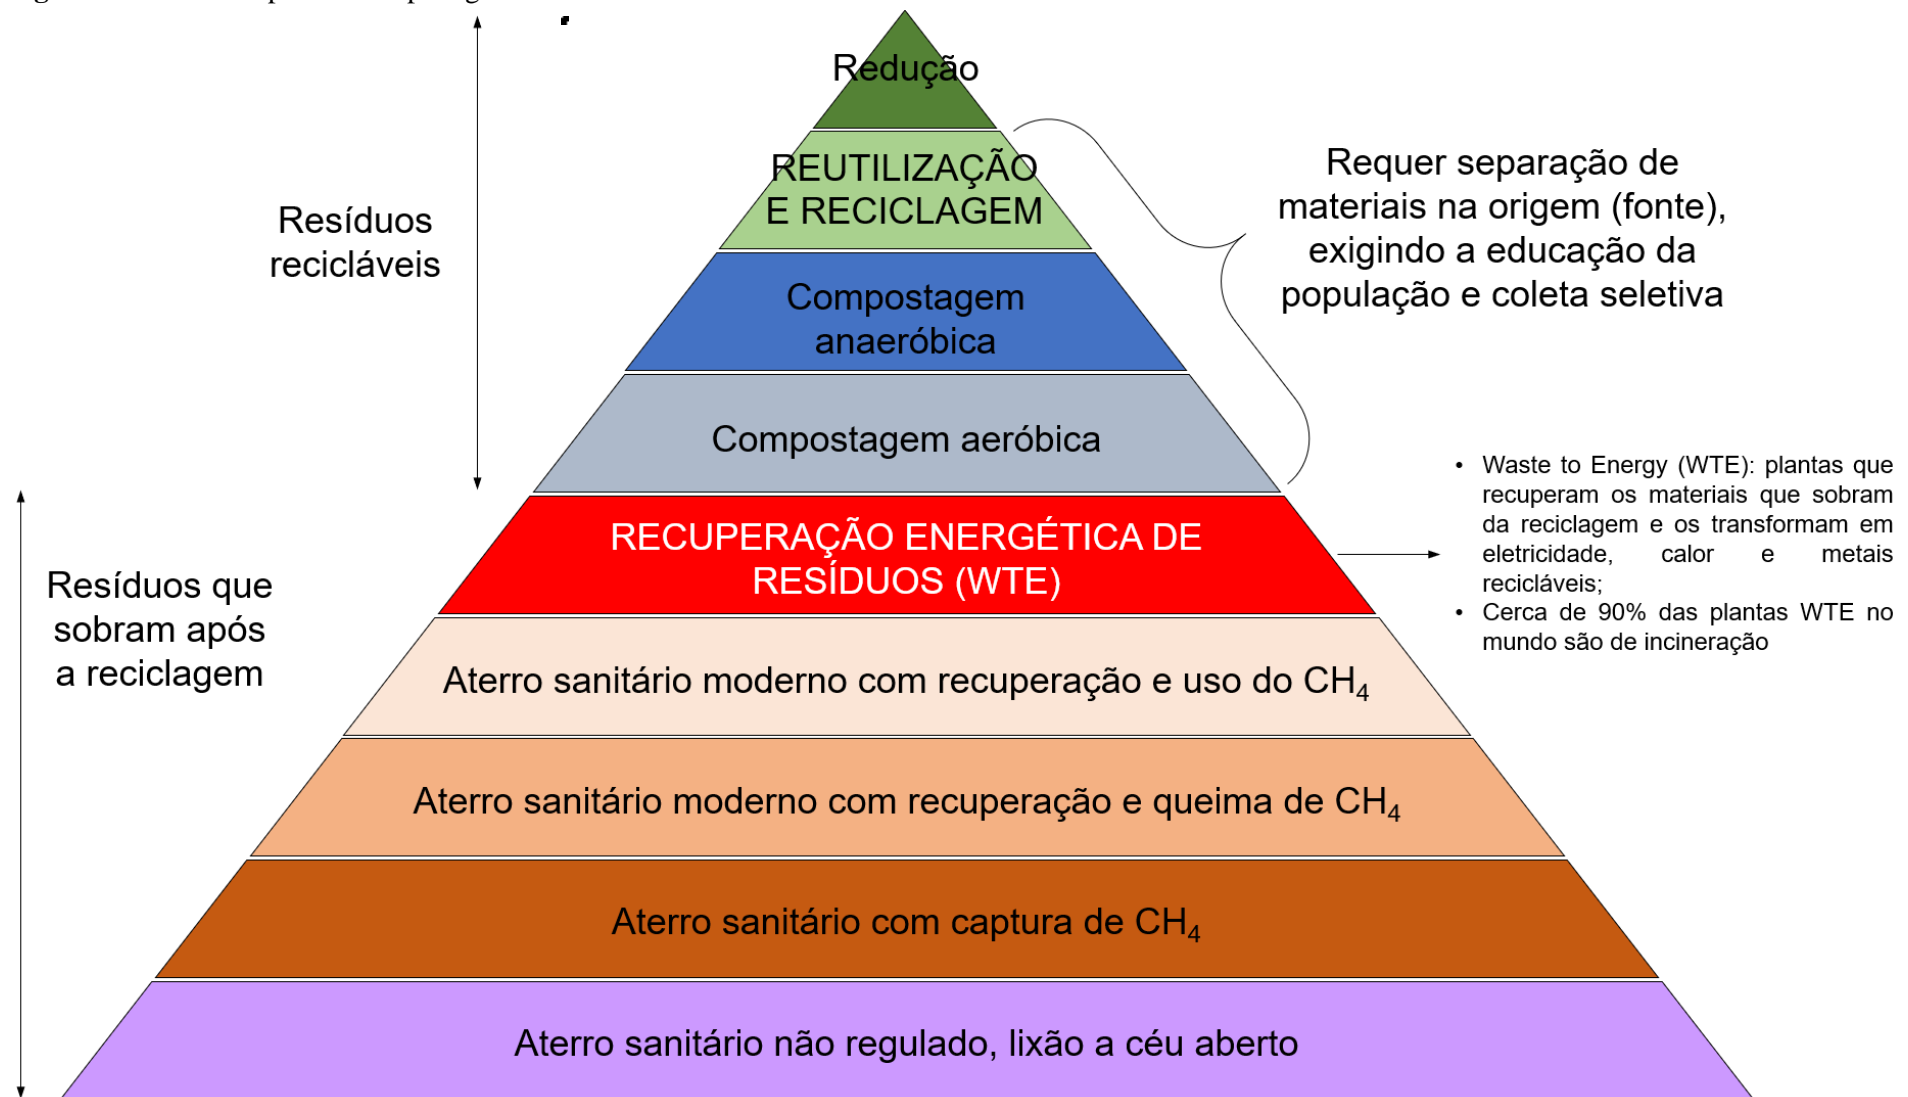 Redução
REUTILIZAÇÃO
E RECICLAGEM
Requer separação de
materiais na origem (fonte),
exigindo a educação da
população e coleta seletiva
Resíduos
recicláveis
Compostagem
anaeróbica
Compostagem aeróbica
• Waste to Energy (WTE): plantas que
recuperam os materiais que sobram
da reciclagem e os transformam em
eletricidade, calor e metais
recicláveis;
• Cerca de 90% das plantas WTE no
mundo são de incineração
RECUPERAÇÃO ENERGÉTICA DE
RESÍDUOS (WTE)
Resíduos que
sobram após
a reciclagem
Aterro sanitário moderno com recuperação e uso do CH₄
Aterro sanitário moderno com recuperação e queima de CH₄
Aterro sanitário com captura de CH₄
Aterro sanitário não regulado, lixão a céu aberto